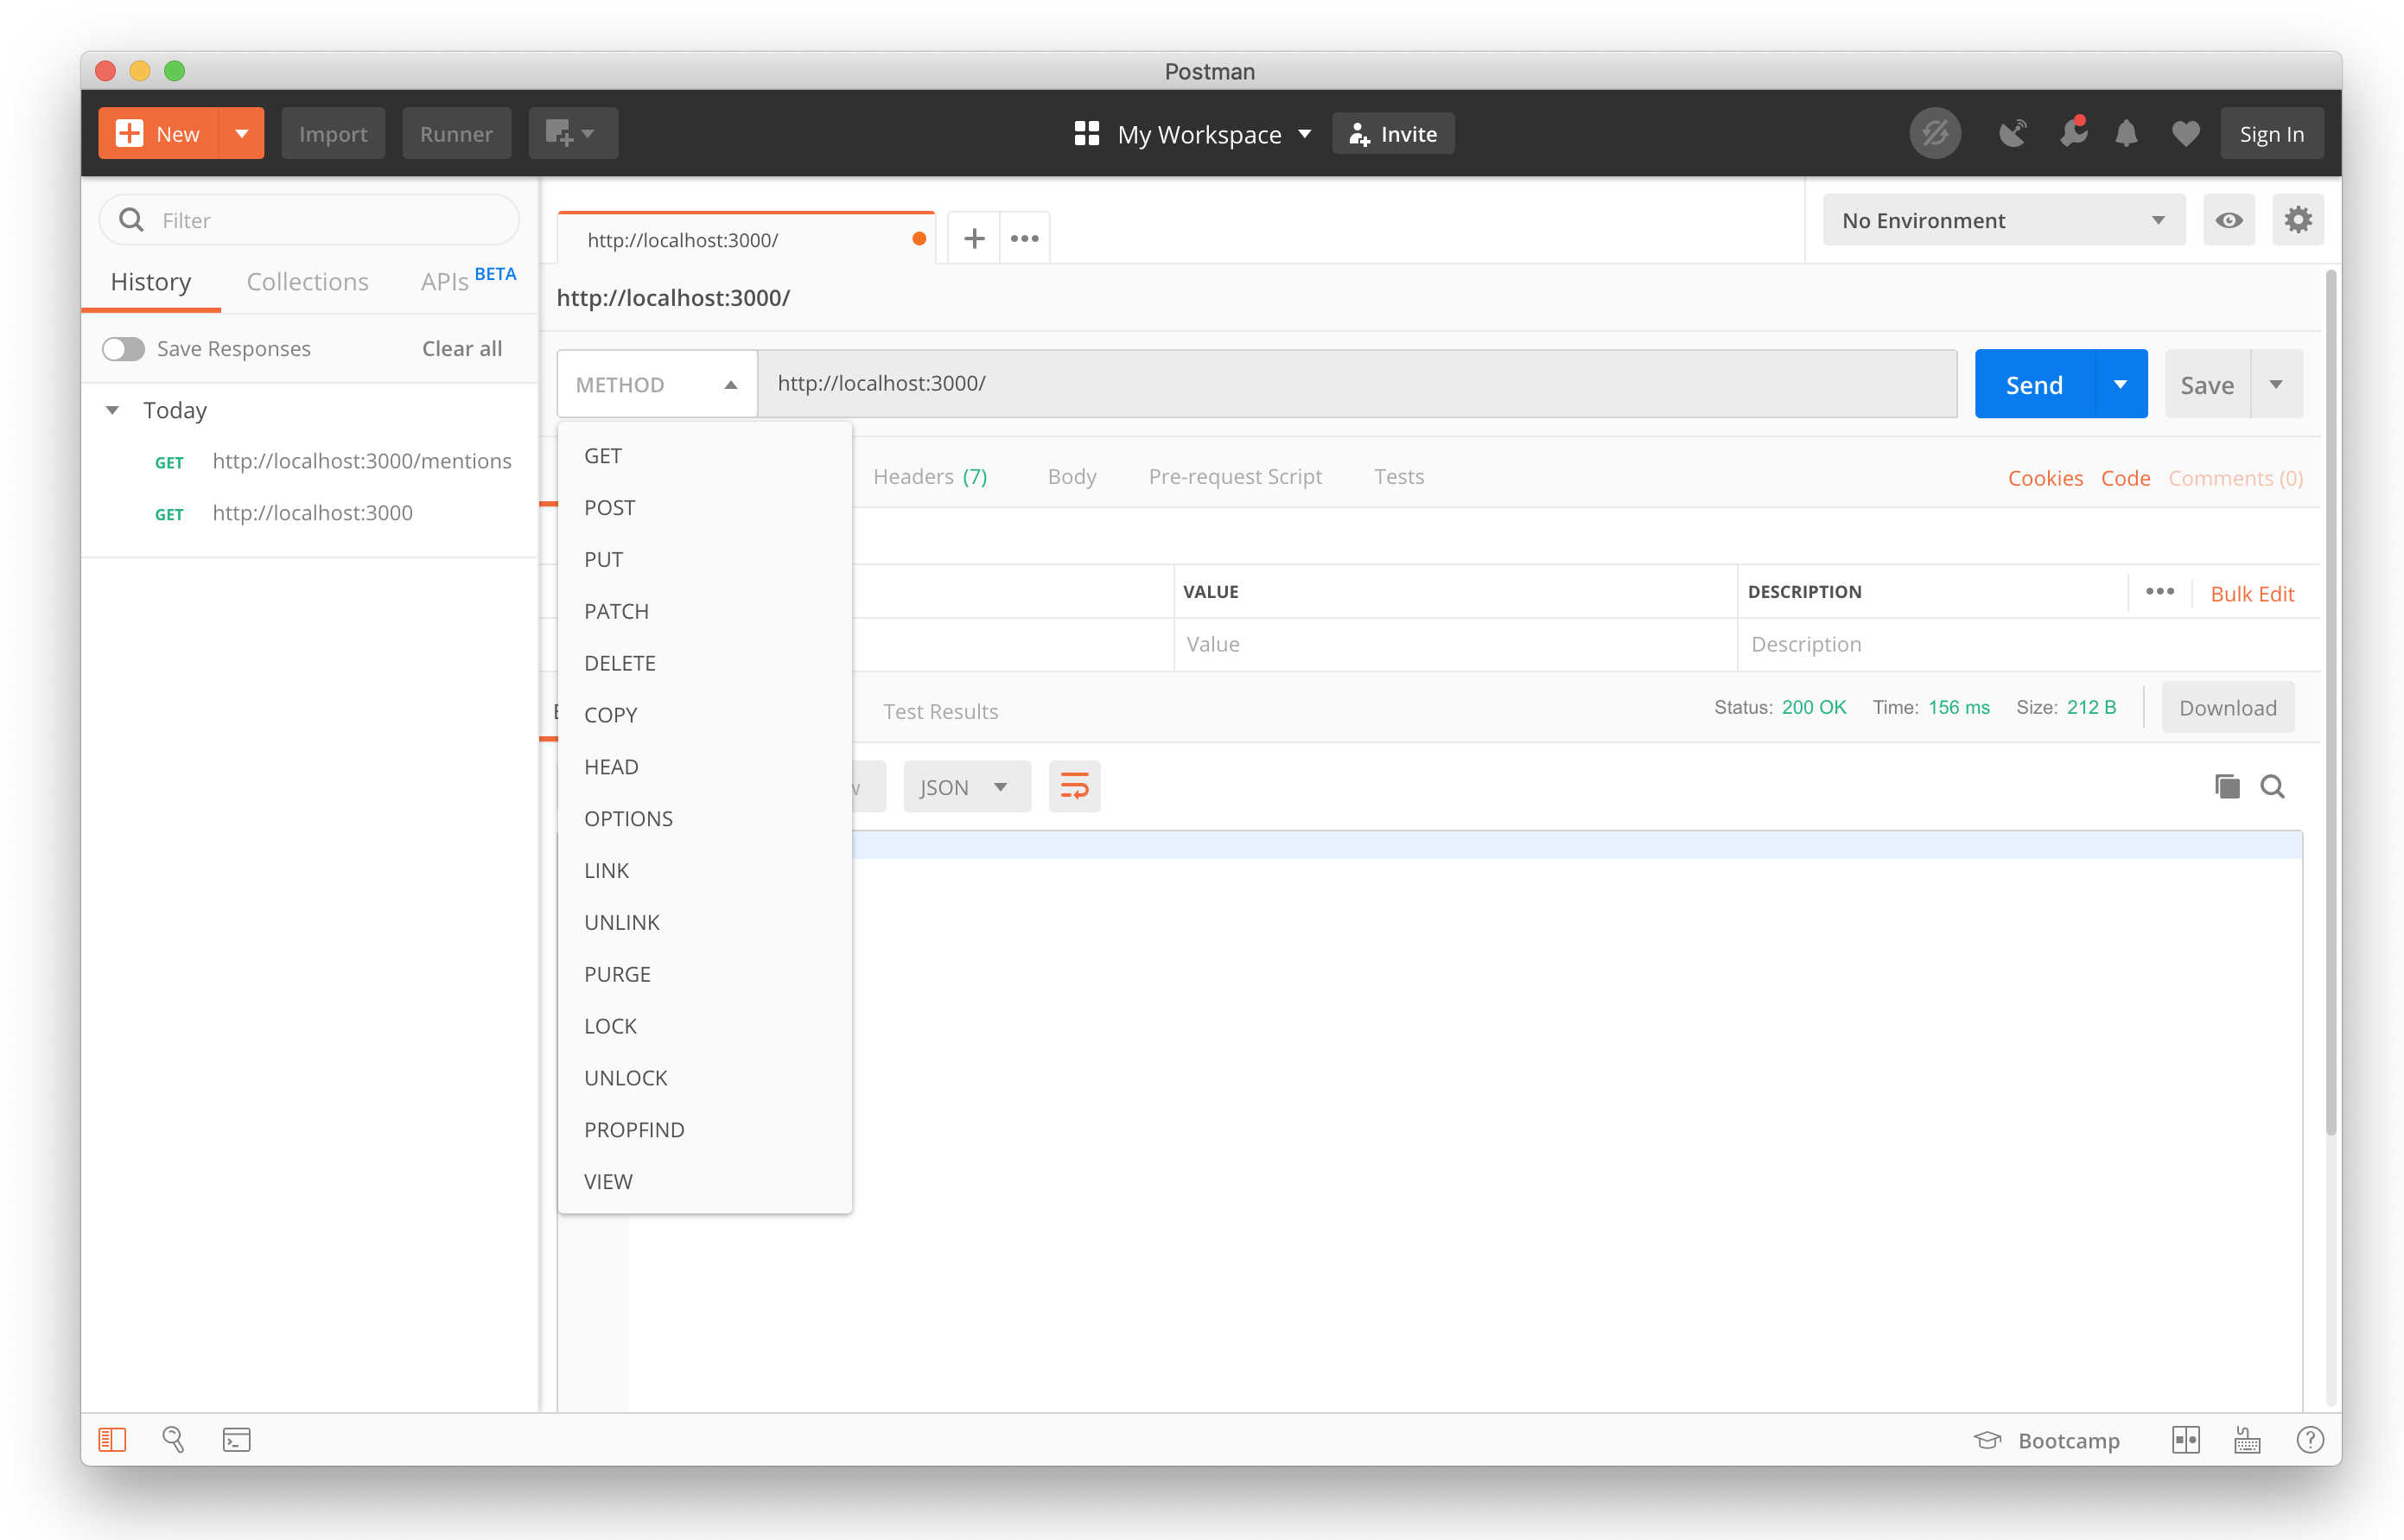 Postman
New
Import
Runner
My Workspace
Invite
Sign In
Filter
History
Collections
APIs BETA
Save Responses
Clear all
Today
GET http://localhost:3000/mentions
GET http://localhost:3000
http://localhost:3000/
No Environment
http://localhost:3000/
METHOD
http://localhost:3000/
Send
Save
GET
POST
PUT
PATCH
DELETE
COPY
HEAD
OPTIONS
LINK
UNLINK
PURGE
LOCK
UNLOCK
PROPFIND
VIEW
Headers (7)
Body
Pre-request Script
Tests
Cookies
Code
Comments (0)
VALUE
DESCRIPTION
Bulk Edit
Value
Description
Test Results
Status: 200 OK
Time: 156 ms
Size: 212 B
Download
JSON
Bootcamp